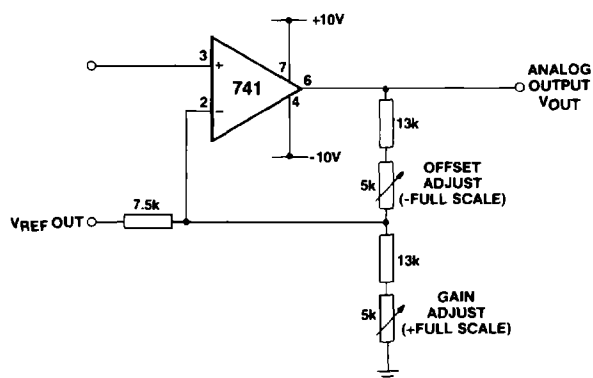 +10V
3
+
7
741
6
2
−
4
-10V
ANALOG
OUTPUT
VOUT
13k
5k
OFFSET
ADJUST
(-FULL SCALE)
7.5k
VREF OUT
13k
5k
GAIN
ADJUST
(+FULL SCALE)